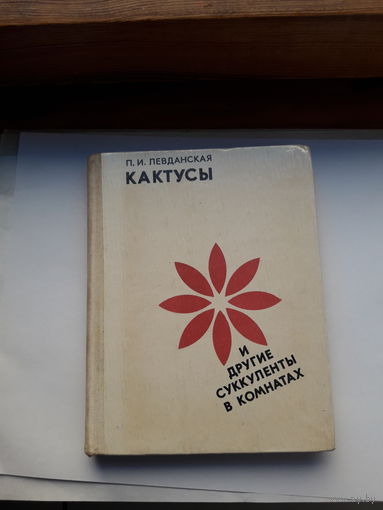 П. И. ЛЕВДАНСКАЯ
КАКТУСЫ
И
ДРУГИЕ
СУККУЛЕНТЫ
В КОМНАТАХ